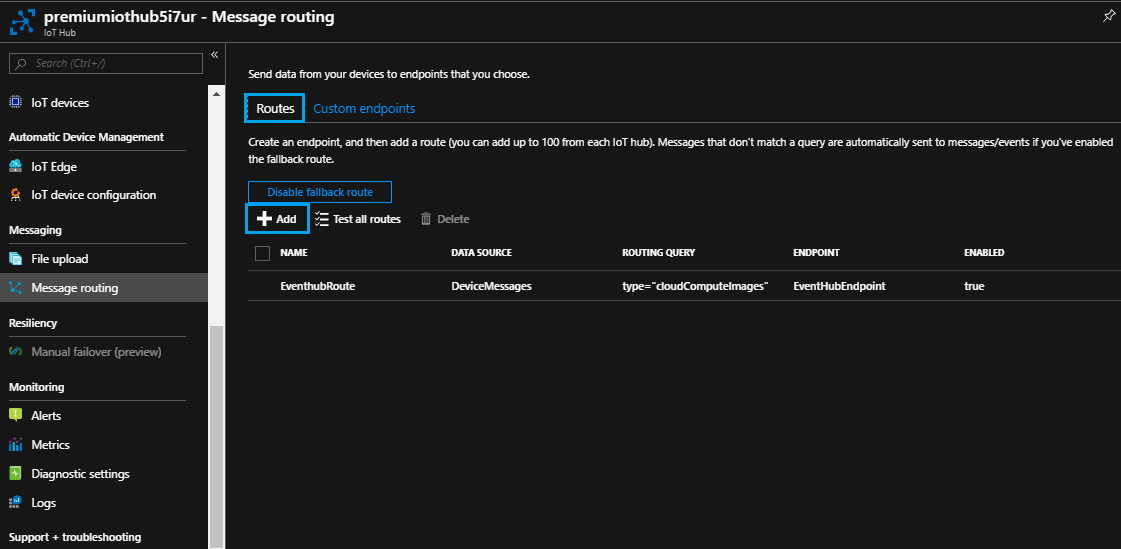 premiumiothub5i7ur - Message routing
IoT Hub
Search (Ctrl+/)
«
IoT devices
Automatic Device Management
IoT Edge
IoT device configuration
Messaging
File upload
Message routing
Resiliency
Manual failover (preview)
Monitoring
Alerts
Metrics
Diagnostic settings
Logs
Support + troubleshooting
Send data from your devices to endpoints that you choose.
Routes Custom endpoints
Create an endpoint, and then add a route (you can add up to 100 from each IoT hub). Messages that don't match a query are automatically sent to messages/events if you've enabled
the fallback route.
Disable fallback route
Add Test all routes Delete
NAME DATA SOURCE ROUTING QUERY ENDPOINT ENABLED
EventhubRoute DeviceMessages type="cloudComputeImages" EventHubEndpoint true